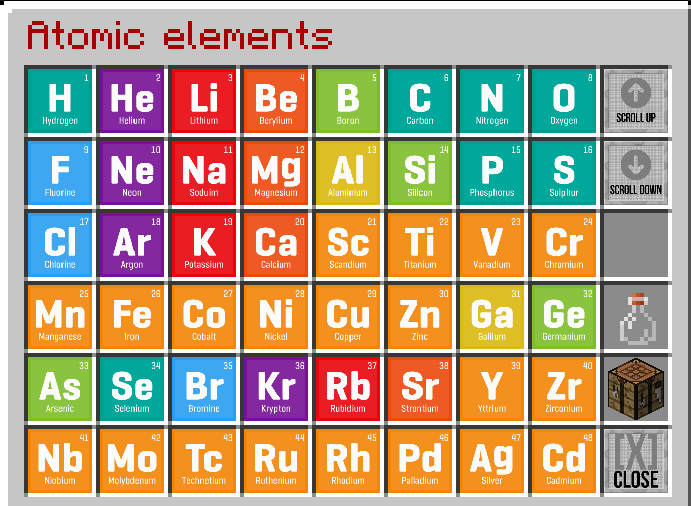 Atomic elements
1 2 3 4 5 6 7 8
H He Li Be B C N O
Hydrogen Helium Lithium Berylium Boron Carbon Nitrogen Oxygen
SCROLL UP
9 10 11 12 13 14 15 16
F Ne Na Mg Al Si P S
Fluorine Neon Soduim Magnesium Aluminium Silicon Phosphorus Sulphur
SCROLL DOWN
17 18 19 20 21 22 23 24
Cl Ar K Ca Sc Ti V Cr
Chlorine Argon Potassium Calcium Scandium Titanium Vanadium Chromium
25 26 27 28 29 30 31 32
Mn Fe Co Ni Cu Zn Ga Ge
Manganese Iron Cobalt Nickel Copper Zinc Gallium Germanium
33 34 35 36 37 38 39 40
As Se Br Kr Rb Sr Y Zr
Arsenic Selenium Bromine Krypton Rubidium Strontium Yttrium Zirconium
41 42 43 44 45 46 47 48
Nb Mo Tc Ru Rh Pd Ag Cd
Niobium Molybdenum Technetium Ruthenium Rhodium Palladium Silver Cadmium
[X]
CLOSE